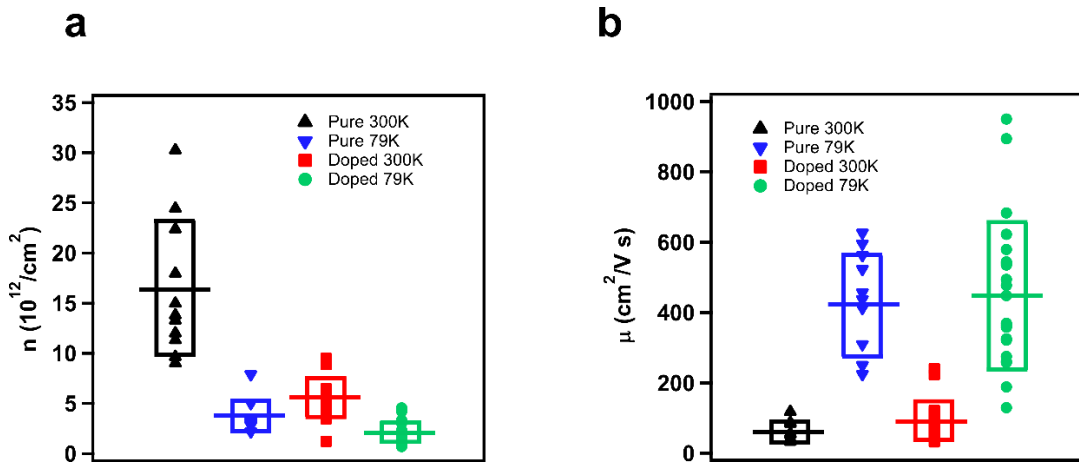 a
n (10^12/cm^2)
35
30
25
20
15
10
5
0
Pure 300K
Pure 79K
Doped 300K
Doped 79K
b
μ (cm^2/V s)
1000
800
600
400
200
0
Pure 300K
Pure 79K
Doped 300K
Doped 79K